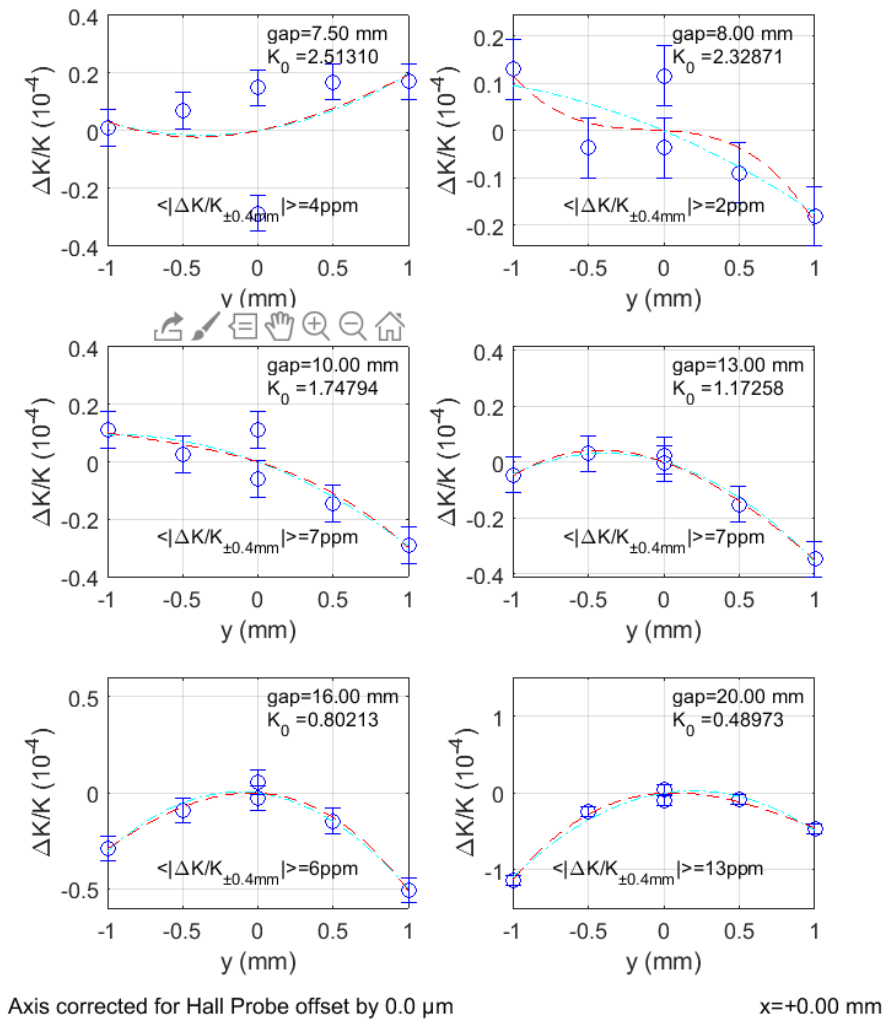 gap=7.50 mm
K0 =2.51310
ΔK/K (10-4)
0.4
0.2
0
-0.2
-0.4
<|ΔK/K±0.4mm|>=4ppm
-1 -0.5 0 0.5 1
y (mm)
gap=8.00 mm
K0 =2.32871
ΔK/K (10-4)
0.2
0.1
0
-0.1
-0.2
<|ΔK/K±0.4mm|>=2ppm
-1 -0.5 0 0.5 1
y (mm)
gap=10.00 mm
K0 =1.74794
ΔK/K (10-4)
0.4
0.2
0
-0.2
-0.4
<|ΔK/K±0.4mm|>=7ppm
-1 -0.5 0 0.5 1
y (mm)
gap=13.00 mm
K0 =1.17258
ΔK/K (10-4)
0.4
0.2
0
-0.2
-0.4
<|ΔK/K±0.4mm|>=7ppm
-1 -0.5 0 0.5 1
y (mm)
gap=16.00 mm
K0 =0.80213
ΔK/K (10-4)
0.5
0
-0.5
<|ΔK/K±0.4mm|>=6ppm
-1 -0.5 0 0.5 1
y (mm)
gap=20.00 mm
K0 =0.48973
ΔK/K (10-4)
1
0
-1
<|ΔK/K±0.4mm|>=13ppm
-1 -0.5 0 0.5 1
y (mm)
Axis corrected for Hall Probe offset by 0.0 μm
x=+0.00 mm